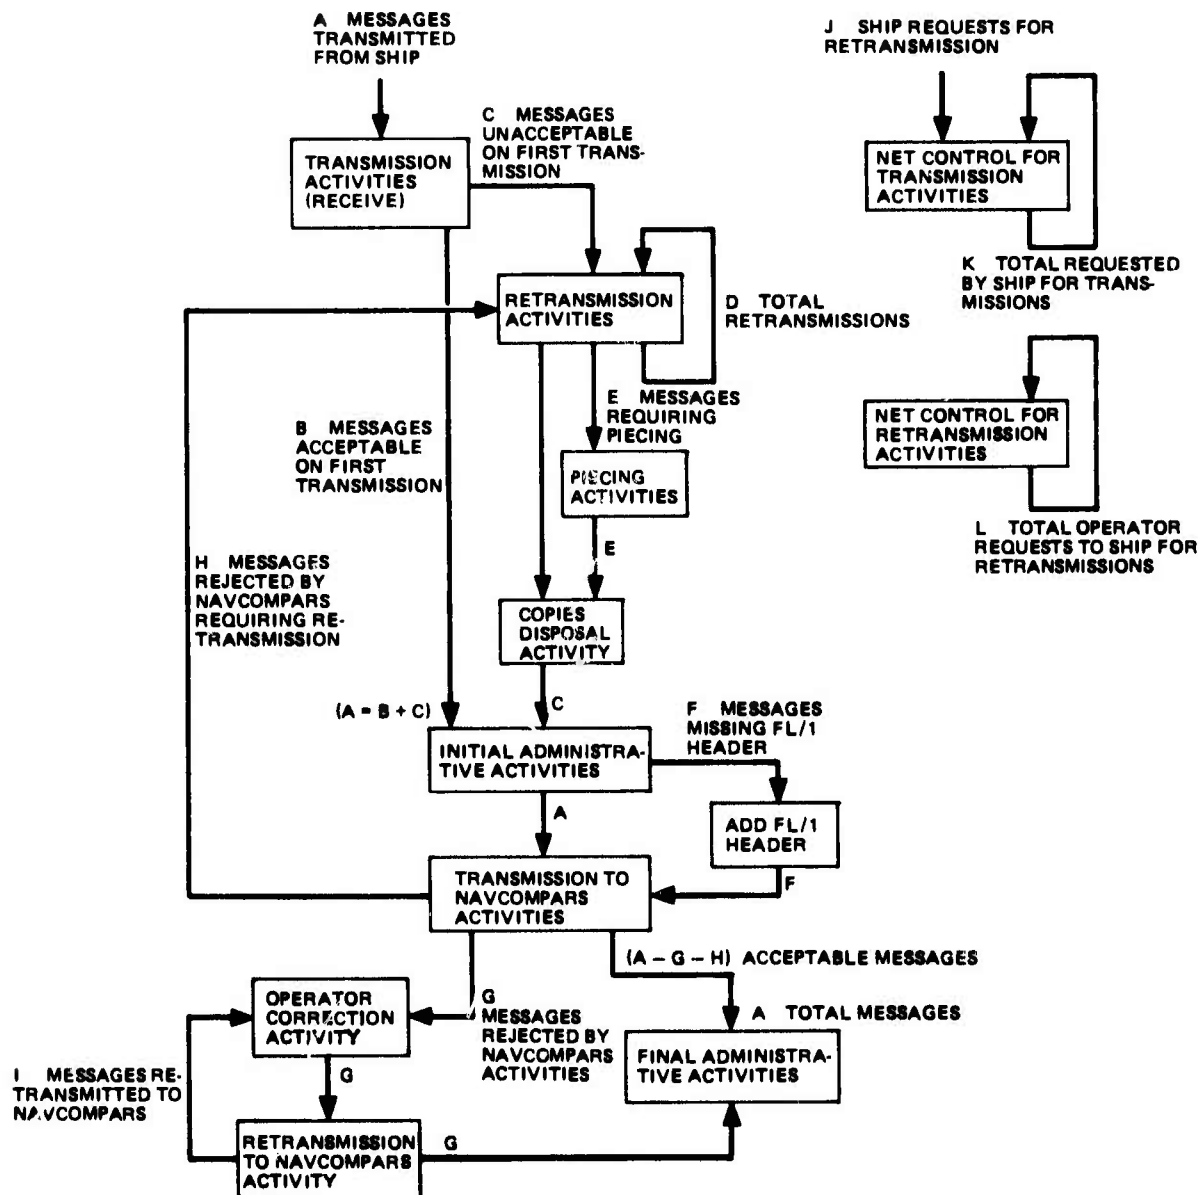 A MESSAGES
TRANSMITTED
FROM SHIP
J SHIP REQUESTS FOR
RETRANSMISSION
C MESSAGES
UNACCEPTABLE
ON FIRST TRANS-
MISSION
TRANSMISSION
ACTIVITIES
(RECEIVE)
NET CONTROL FOR
TRANSMISSION
ACTIVITIES
K TOTAL REQUESTED
BY SHIP FOR TRANS-
MISSIONS
RETRANSMISSION
ACTIVITIES
D TOTAL
RETRANSMISSIONS
E MESSAGES
REQUIRING
PIECING
B MESSAGES
ACCEPTABLE
ON FIRST
TRANSMISSION
NET CONTROL FOR
RETRANSMISSION
ACTIVITIES
PIECING
ACTIVITIES
L TOTAL OPERATOR
REQUESTS TO SHIP FOR
RETRANSMISSIONS
E
H MESSAGES
REJECTED BY
NAVCOMPARS
REQUIRING RE-
TRANSMISSION
COPIES
DISPOSAL
ACTIVITY
(A = B + C)
C
F MESSAGES
MISSING FL/1
HEADER
INITIAL ADMINISTRA-
TIVE ACTIVITIES
A
ADD FL/1
HEADER
F
TRANSMISSION TO
NAVCOMPARS
ACTIVITIES
(A - G - H) ACCEPTABLE MESSAGES
OPERATOR
CORRECTION
ACTIVITY
G
MESSAGES
REJECTED BY
NAVCOMPARS
ACTIVITIES
A TOTAL MESSAGES
FINAL ADMINISTRA-
TIVE ACTIVITIES
I MESSAGES RE-
TRANSMITTED TO
NAVCOMPARS
G
RETRANSMISSION
TO NAVCOMPARS
ACTIVITY
G